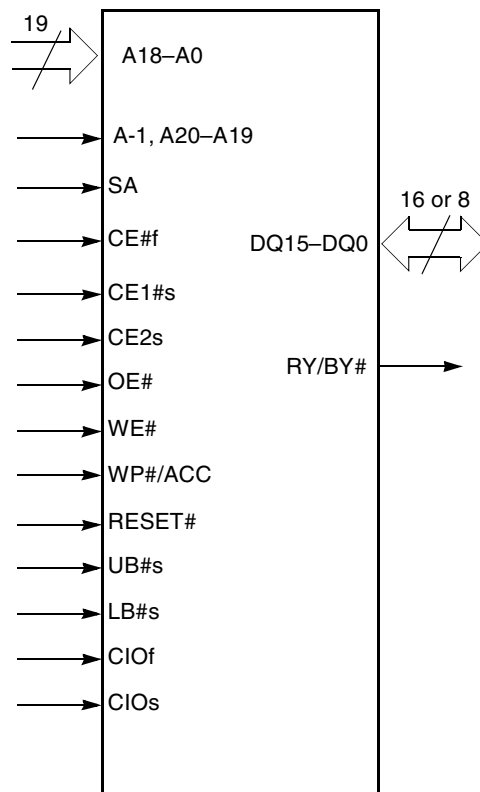 19
A18–A0
A-1, A20–A19
SA
16 or 8
CE#f
DQ15–DQ0
CE1#s
CE2s
RY/BY#
OE#
WE#
WP#/ACC
RESET#
UB#s
LB#s
CIOf
CIOs